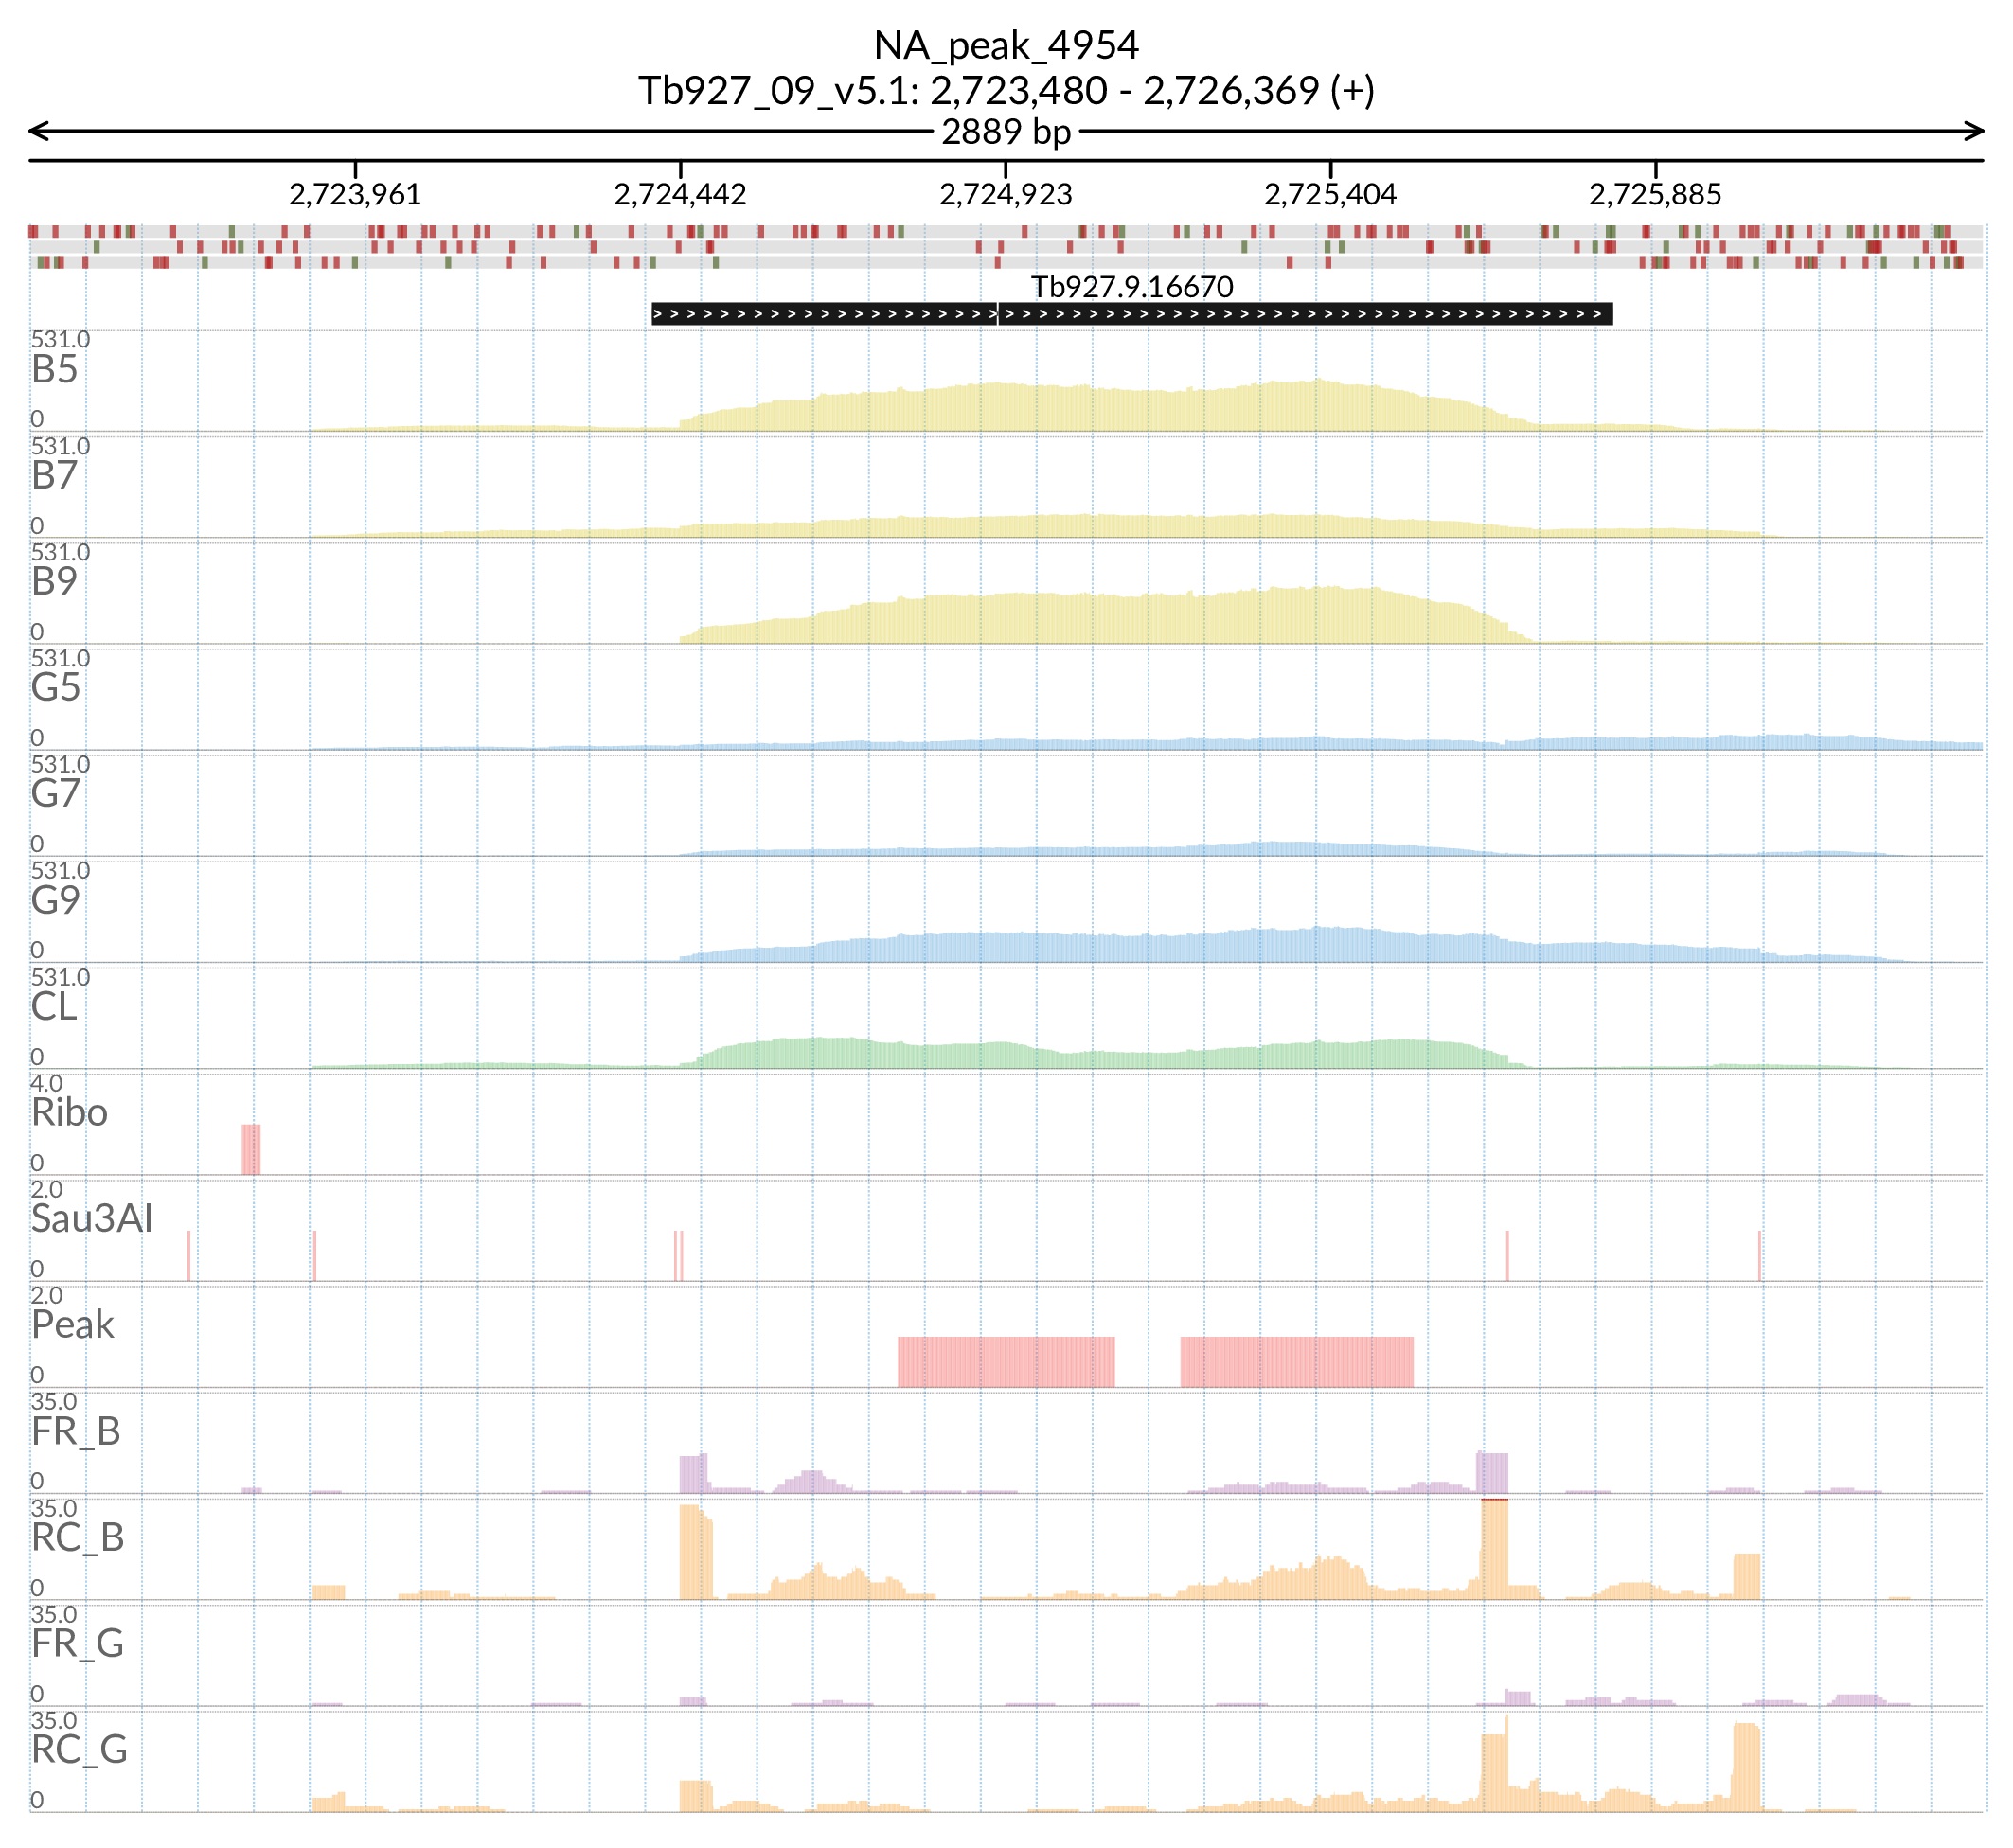 NA_peak_4954
Tb927_09_v5.1: 2,723,480 - 2,726,369 (+)
2889 bp
2,723,961 2,724,442 2,724,923 2,725,404 2,725,885
Tb927.9.16670
531.0
B5
0
531.0
B7
0
531.0
B9
0
531.0
G5
0
531.0
G7
0
531.0
G9
0
531.0
CL
0
4.0
Ribo
0
2.0
Sau3AI
0
2.0
Peak
0
35.0
FR_B
0
35.0
RC_B
0
35.0
FR_G
0
35.0
RC_G
0